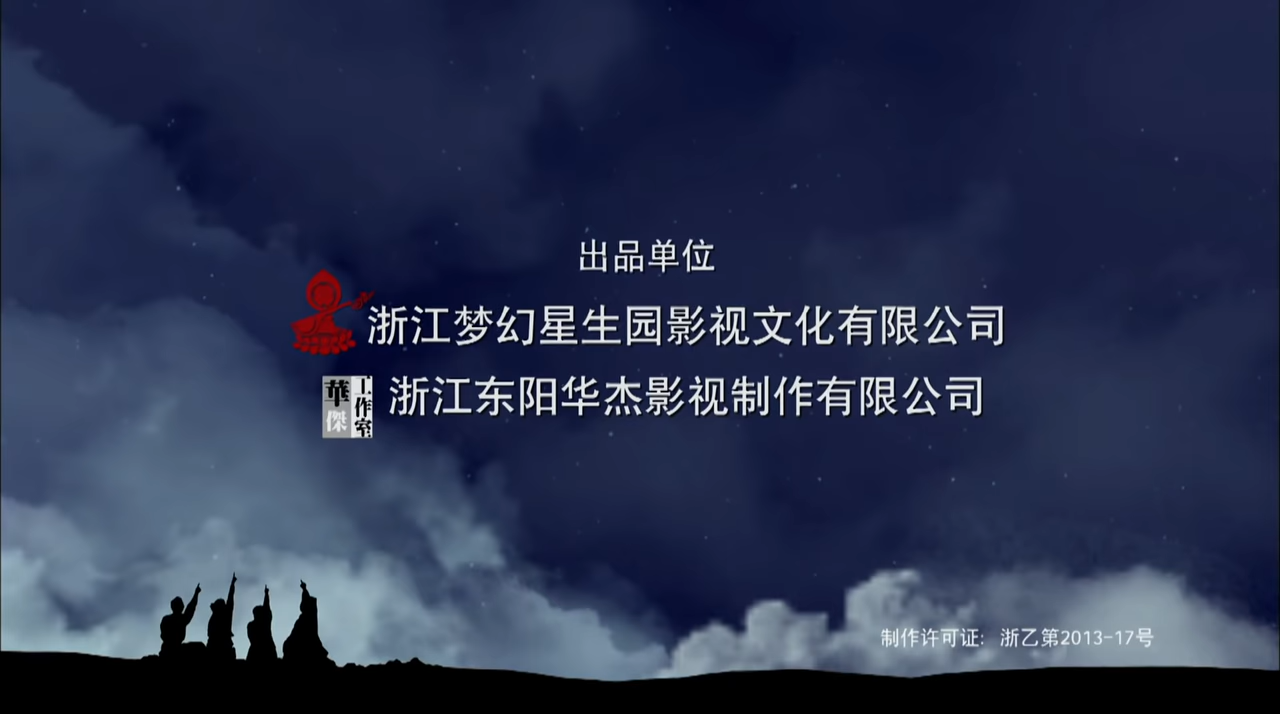 出品单位
浙江梦幻星生园影视文化有限公司
華傑
工作室
浙江东阳华杰影视制作有限公司
制作许可证: 浙乙第2013-17号